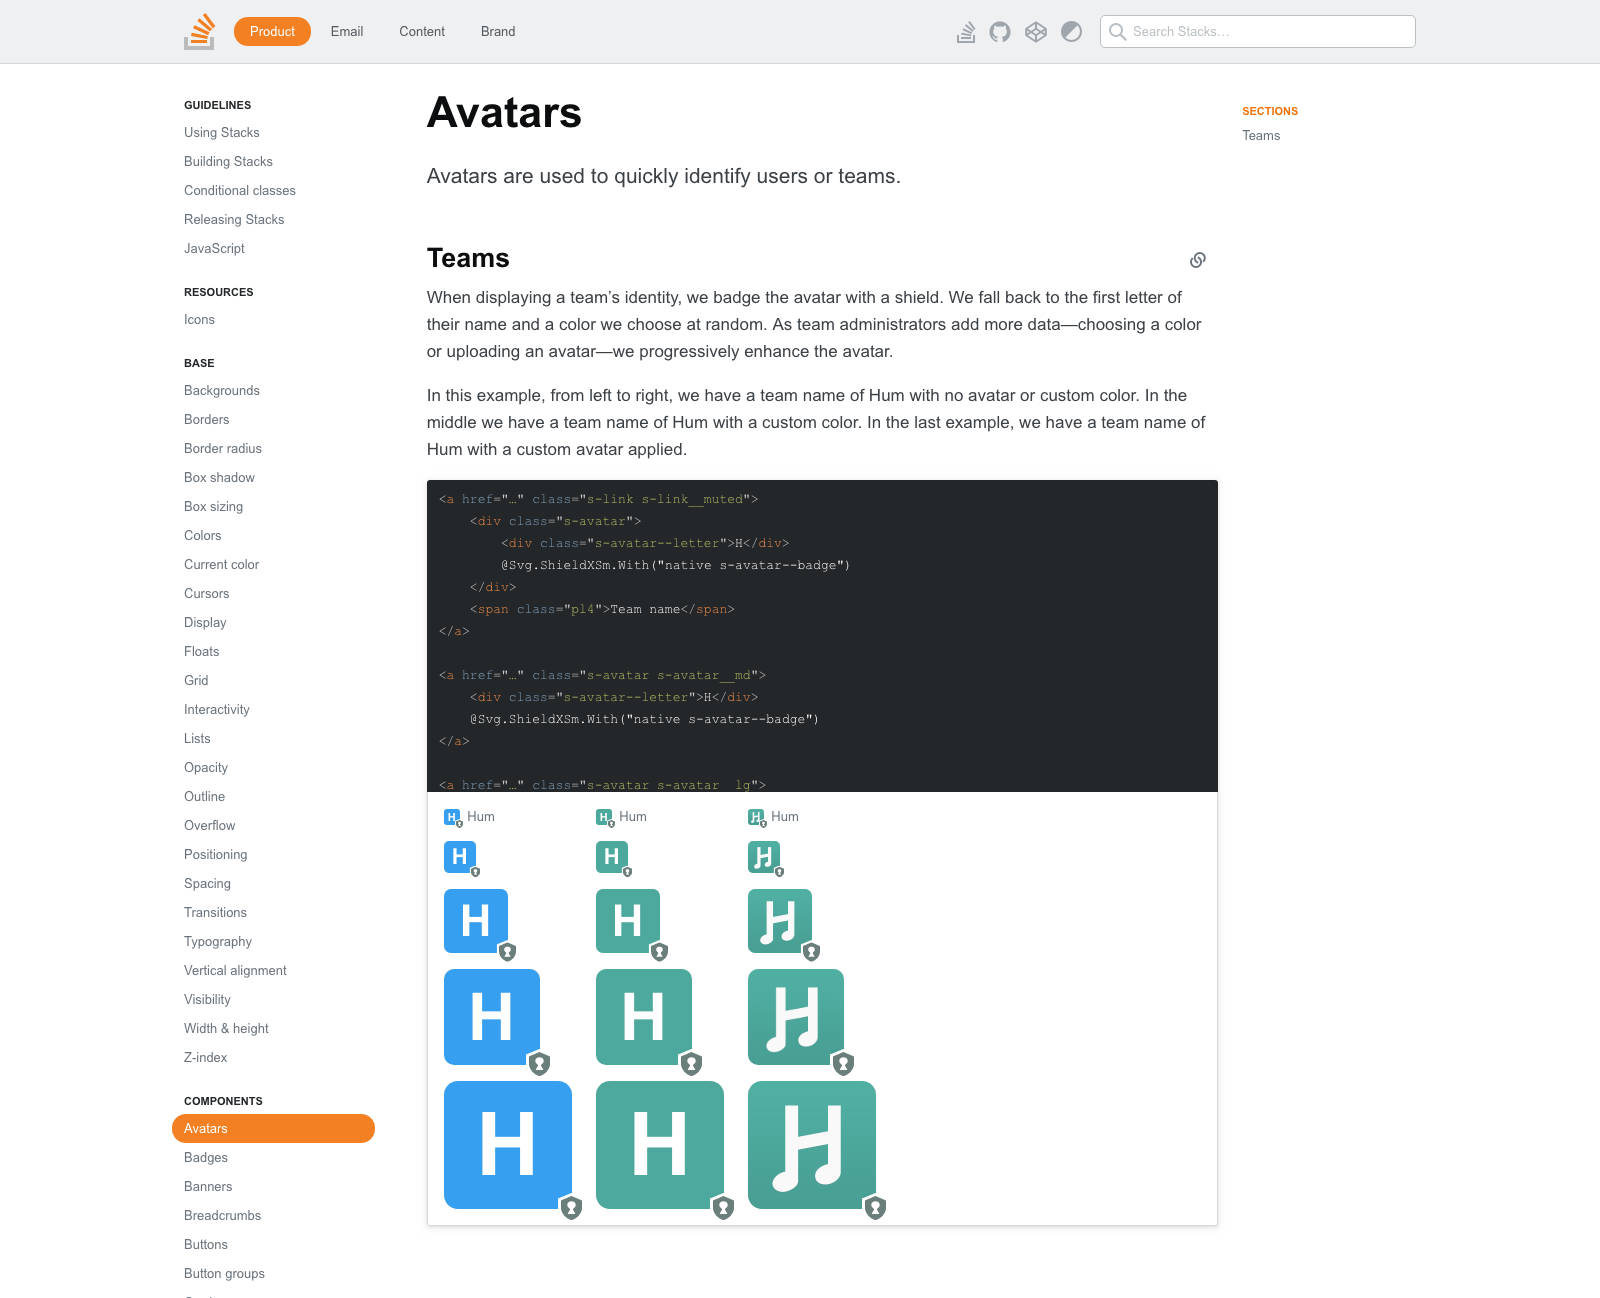 Product
Email
Content
Brand
Search Stacks...
GUIDELINES
Using Stacks
Building Stacks
Conditional classes
Releasing Stacks
JavaScript
RESOURCES
Icons
BASE
Backgrounds
Borders
Border radius
Box shadow
Box sizing
Colors
Current color
Cursors
Display
Floats
Grid
Interactivity
Lists
Opacity
Outline
Overflow
Positioning
Spacing
Transitions
Typography
Vertical alignment
Visibility
Width & height
Z-index
COMPONENTS
Avatars
Badges
Banners
Breadcrumbs
Buttons
Button groups
Avatars
Avatars are used to quickly identify users or teams.
Teams
When displaying a team’s identity, we badge the avatar with a shield. We fall back to the first letter of
their name and a color we choose at random. As team administrators add more data—choosing a color
or uploading an avatar—we progressively enhance the avatar.
In this example, from left to right, we have a team name of Hum with no avatar or custom color. In the
middle we have a team name of Hum with a custom color. In the last example, we have a team name of
Hum with a custom avatar applied.
<a href="…" class="s-link s-link__muted">
    <div class="s-avatar">
        <div class="s-avatar--letter">H</div>
        @Svg.ShieldXSm.With("native s-avatar--badge")
    </div>
    <span class="pl4">Team name</span>
</a>
<a href="…" class="s-avatar s-avatar__md">
    <div class="s-avatar--letter">H</div>
    @Svg.ShieldXSm.With("native s-avatar--badge")
</a>
<a href="…" class="s-avatar s-avatar__lg">
H Hum
H Hum
H Hum
H
H
H
H
H
H
H
H
H
H
H
H
SECTIONS
Teams